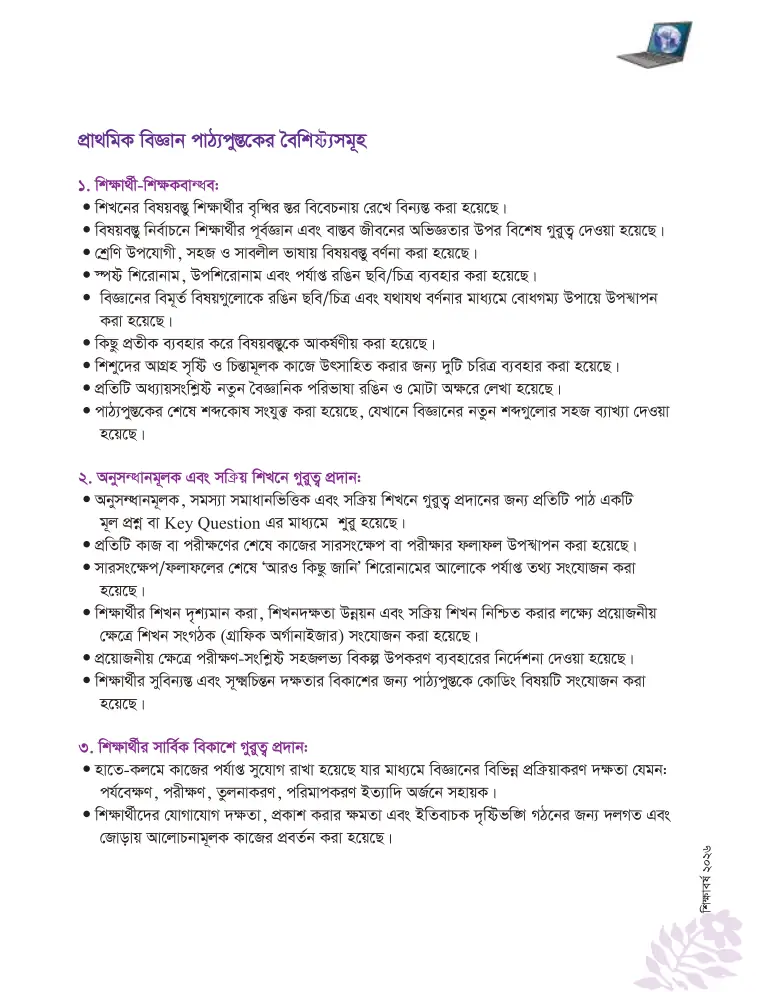 প্রাথমিক বিজ্ঞান পাঠ্যপুস্তকের বৈশিষ্ট্যসমূহ
১. শিক্ষার্থী-শিক্ষকবান্ধব:
● শিখনের বিষয়বস্তু শিক্ষার্থীর বৃদ্ধির স্তর বিবেচনায় রেখে বিন্যস্ত করা হয়েছে।
● বিষয়বস্তু নির্বাচনে শিক্ষার্থীর পূর্বজ্ঞান এবং বাস্তব জীবনের অভিজ্ঞতার উপর বিশেষ গুরুত্ব দেওয়া হয়েছে।
● শ্রেণি উপযোগী, সহজ ও সাবলীল ভাষায় বিষয়বস্তু বর্ণনা করা হয়েছে।
● স্পষ্ট শিরোনাম, উপশিরোনাম এবং পর্যাপ্ত রঙিন ছবি/চিত্র ব্যবহার করা হয়েছে।
● বিজ্ঞানের বিমূর্ত বিষয়গুলোকে রঙিন ছবি/চিত্র এবং যথাযথ বর্ণনার মাধ্যমে বোধগম্য উপায়ে উপস্থাপন
করা হয়েছে।
● কিছু প্রতীক ব্যবহার করে বিষয়বস্তুকে আকর্ষণীয় করা হয়েছে।
● শিশুদের আগ্রহ সৃষ্টি ও চিন্তামূলক কাজে উৎসাহিত করার জন্য দুটি চরিত্র ব্যবহার করা হয়েছে।
● প্রতিটি অধ্যায়সংশ্লিষ্ট নতুন বৈজ্ঞানিক পরিভাষা রঙিন ও মোটা অক্ষরে লেখা হয়েছে।
● পাঠ্যপুস্তকের শেষে শব্দকোষ সংযুক্ত করা হয়েছে, যেখানে বিজ্ঞানের নতুন শব্দগুলোর সহজ ব্যাখ্যা দেওয়া
হয়েছে।
২. অনুসন্ধানমূলক এবং সক্রিয় শিখনে গুরুত্ব প্রদান:
● অনুসন্ধানমূলক, সমস্যা সমাধানভিত্তিক এবং সক্রিয় শিখনে গুরুত্ব প্রদানের জন্য প্রতিটি পাঠ একটি
মূল প্রশ্ন বা Key Question এর মাধ্যমে শুরু হয়েছে।
● প্রতিটি কাজ বা পরীক্ষণের শেষে কাজের সারসংক্ষেপ বা পরীক্ষার ফলাফল উপস্থাপন করা হয়েছে।
● সারসংক্ষেপ/ফলাফলের শেষে ‘আরও কিছু জানি’ শিরোনামের আলোকে পর্যাপ্ত তথ্য সংযোজন করা
হয়েছে।
● শিক্ষার্থীর শিখন দৃশ্যমান করা, শিখনদক্ষতা উন্নয়ন এবং সক্রিয় শিখন নিশ্চিত করার লক্ষ্যে প্রয়োজনীয়
ক্ষেত্রে শিখন সংগঠক (গ্রাফিক অর্গানাইজার) সংযোজন করা হয়েছে।
● প্রয়োজনীয় ক্ষেত্রে পরীক্ষণ-সংশ্লিষ্ট সহজলভ্য বিকল্প উপকরণ ব্যবহারের নির্দেশনা দেওয়া হয়েছে।
● শিক্ষার্থীর সুবিন্যস্ত এবং সূক্ষ্মচিন্তন দক্ষতার বিকাশের জন্য পাঠ্যপুস্তকে কোডিং বিষয়টি সংযোজন করা
হয়েছে।
৩. শিক্ষার্থীর সার্বিক বিকাশে গুরুত্ব প্রদান:
● হাতে-কলমে কাজের পর্যাপ্ত সুযোগ রাখা হয়েছে যার মাধ্যমে বিজ্ঞানের বিভিন্ন প্রক্রিয়াকরণ দক্ষতা যেমন:
পর্যবেক্ষণ, পরীক্ষণ, তুলনাকরণ, পরিমাপকরণ ইত্যাদি অর্জনে সহায়ক।
● শিক্ষার্থীদের যোগাযোগ দক্ষতা, প্রকাশ করার ক্ষমতা এবং ইতিবাচক দৃষ্টিভঙ্গি গঠনের জন্য দলগত এবং
জোড়ায় আলোচনামূলক কাজের প্রবর্তন করা হয়েছে।
শিক্ষাবর্ষ ২০২৬